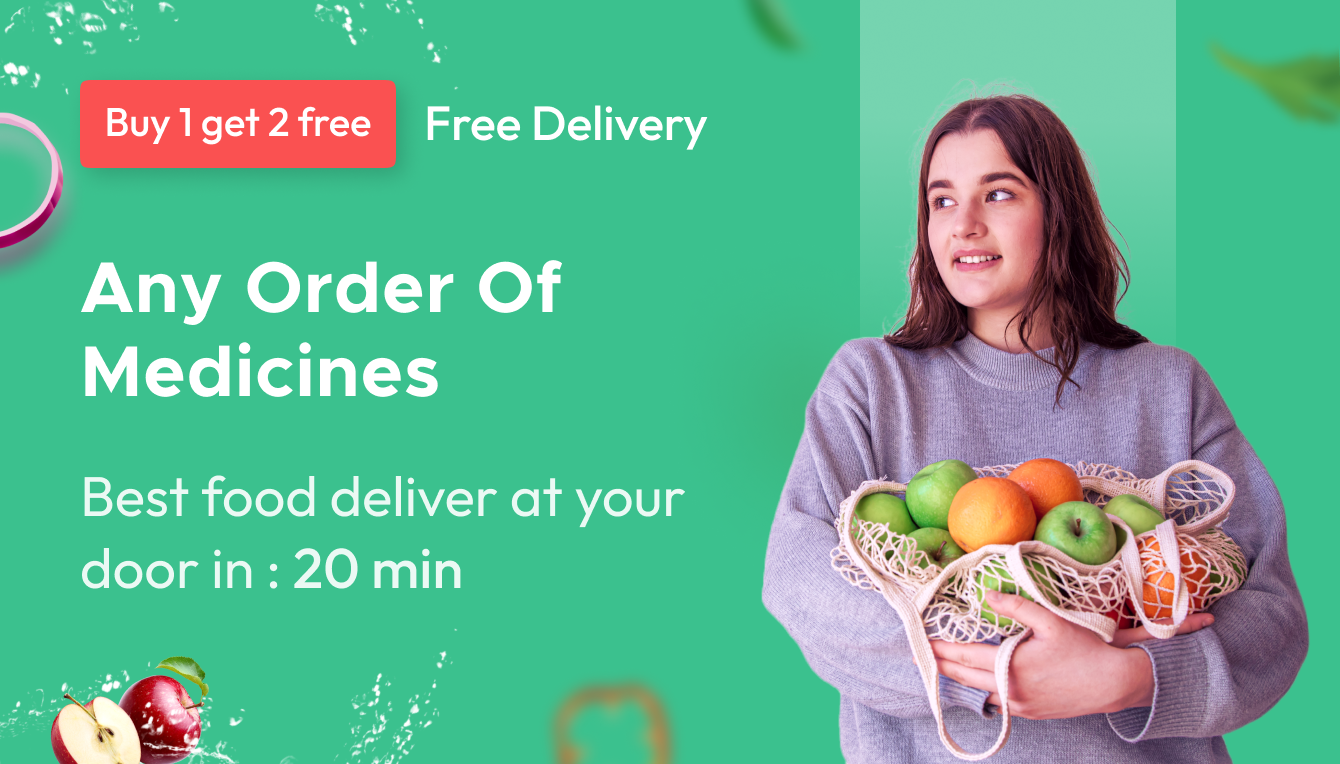 Buy 1 get 2 free
Free Delivery
Any Order Of
Medicines
Best food deliver at your
door in : 20 min